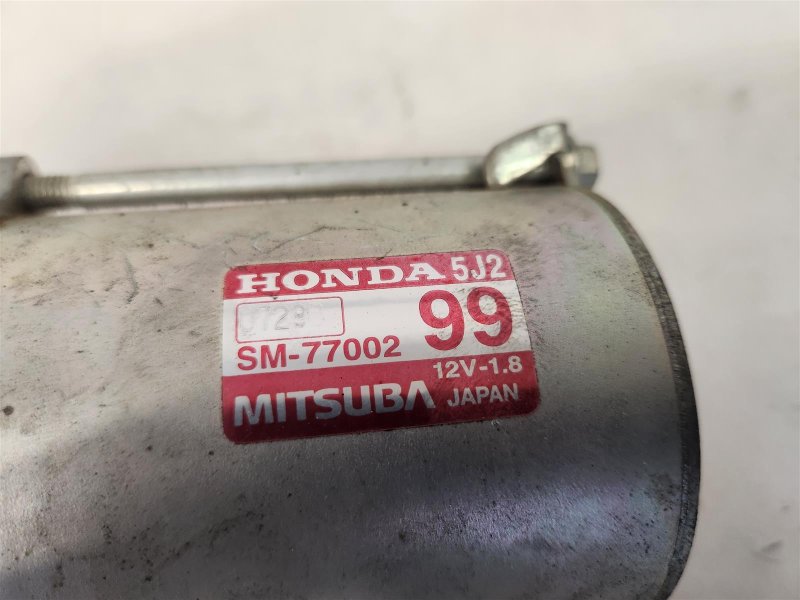 HONDA 5J2
99
SM-77002
12V-1.8
MITSUBA JAPAN